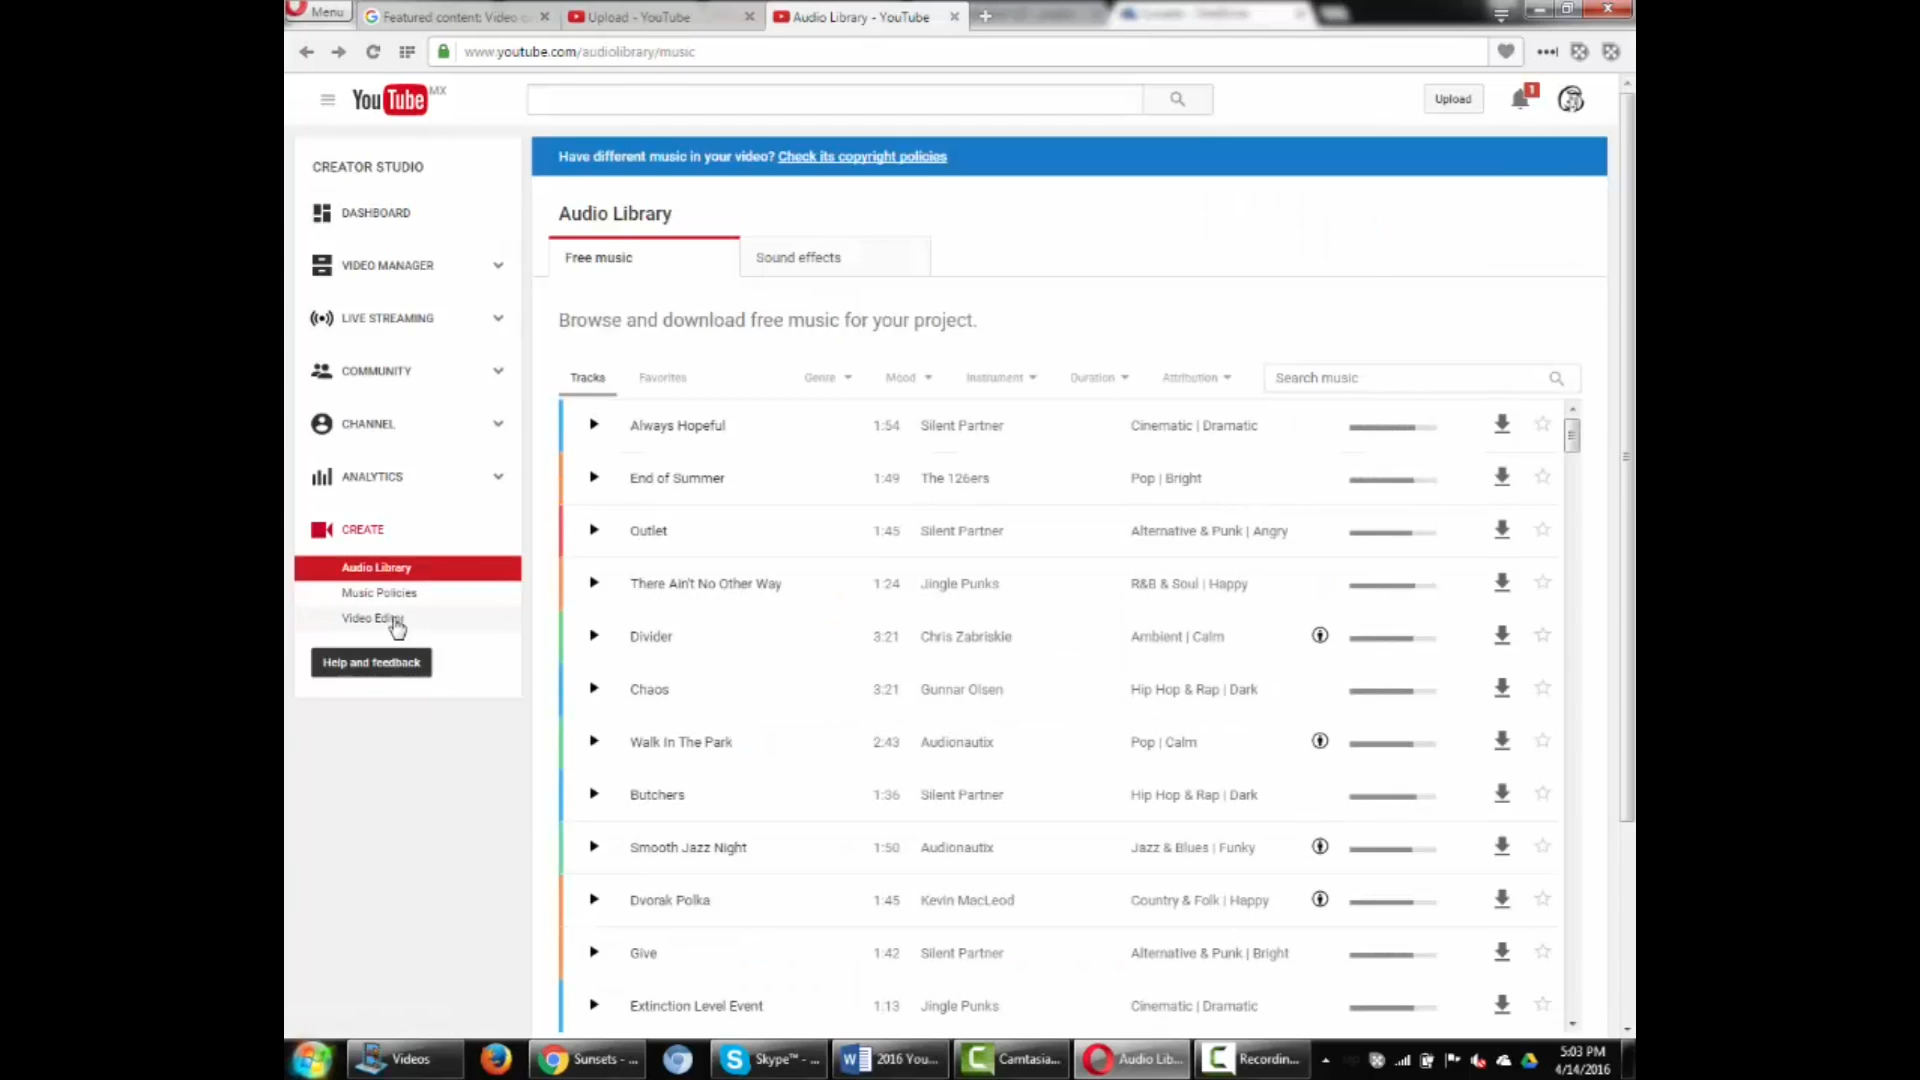 Menu
Featured content: Video c
Upload - YouTube
Audio Library - YouTube
www.youtube.com/audiolibrary/music
YouTube MX
Upload
1
CREATOR STUDIO
DASHBOARD
VIDEO MANAGER
LIVE STREAMING
COMMUNITY
CHANNEL
ANALYTICS
CREATE
Audio Library
Music Policies
Video Editor
Help and feedback
Have different music in your video? Check its copyright policies
Audio Library
Free music
Sound effects
Browse and download free music for your project.
Tracks Favorites Genre Mood Instrument Duration Attribution Search music
Always Hopeful 1:54 Silent Partner Cinematic | Dramatic
End of Summer 1:49 The 126ers Pop | Bright
Outlet 1:45 Silent Partner Alternative & Punk | Angry
There Ain't No Other Way 1:24 Jingle Punks R&B & Soul | Happy
Divider 3:21 Chris Zabriskie Ambient | Calm
Chaos 3:21 Gunnar Olsen Hip Hop & Rap | Dark
Walk In The Park 2:43 Audionautix Pop | Calm
Butchers 1:36 Silent Partner Hip Hop & Rap | Dark
Smooth Jazz Night 1:50 Audionautix Jazz & Blues | Funky
Dvorak Polka 1:45 Kevin MacLeod Country & Folk | Happy
Give 1:42 Silent Partner Alternative & Punk | Bright
Extinction Level Event 1:13 Jingle Punks Cinematic | Dramatic
Videos
Sunsets - ...
Skype™ - ...
2016 You...
Camtasia...
Audio Lib...
Recordin...
5:03 PM
4/14/2016